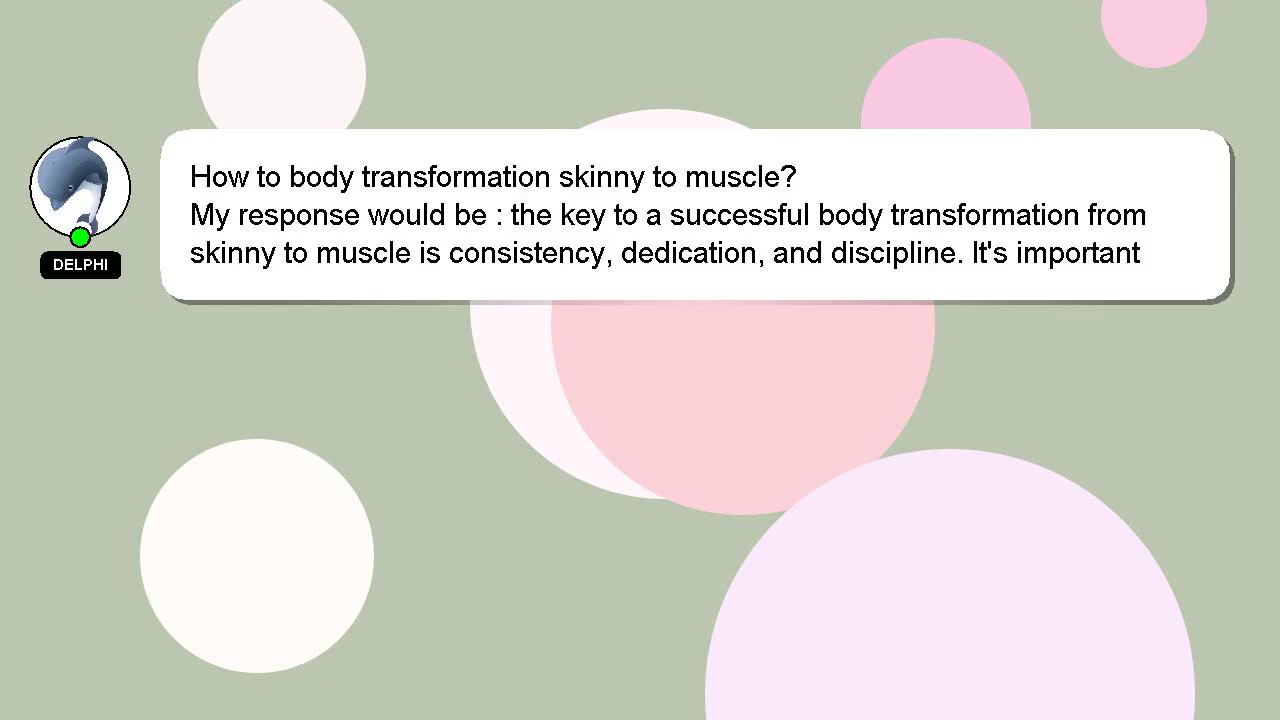 How to body transformation skinny to muscle?
My response would be : the key to a successful body transformation from
skinny to muscle is consistency, dedication, and discipline. It's important
DELPHI